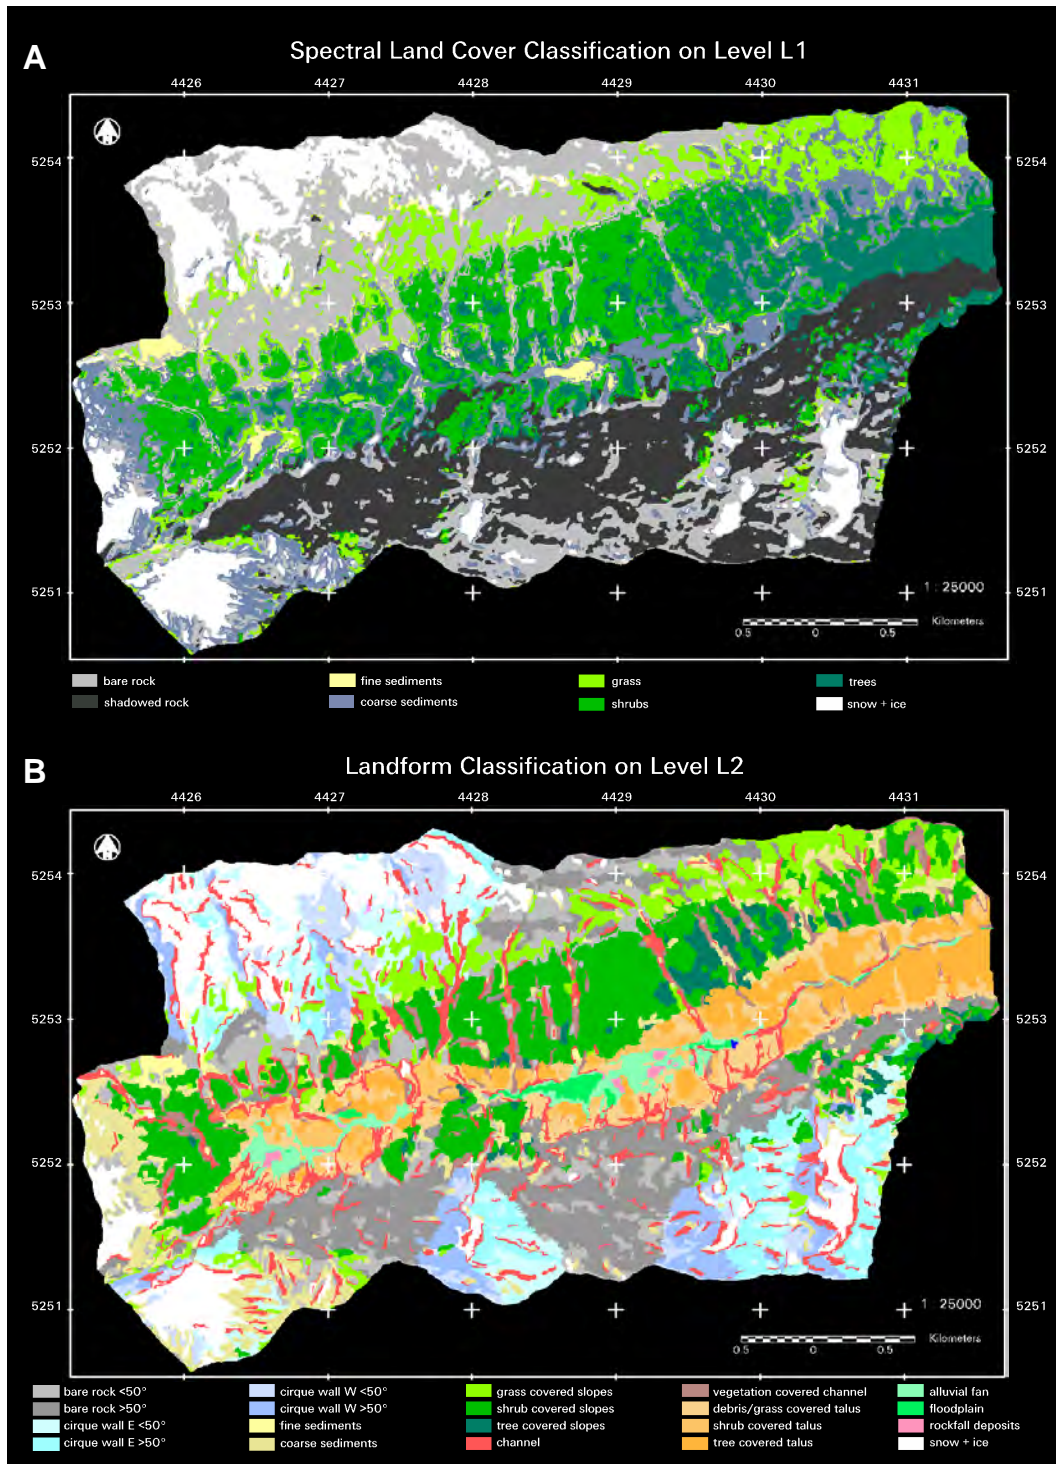 A
Spectral Land Cover Classification on Level L1
4426 4427 4428 4429 4430 4431
5254 5254
5253 5253
5252 5252
5251 5251
1 : 25000
Kilometers
0.5 0 0.5
bare rock fine sediments grass trees
shadowed rock coarse sediments shrubs snow + ice
B
Landform Classification on Level L2
4426 4427 4428 4429 4430 4431
5254 5254
5253 5253
5252 5252
5251 5251
1 : 25000
Kilometers
0.5 0 0.5
bare rock <50° cirque wall W <50° grass covered slopes vegetation covered channel alluvial fan
bare rock >50° cirque wall W >50° shrub covered slopes debris/grass covered talus floodplain
cirque wall E <50° fine sediments tree covered slopes shrub covered talus rockfall deposits
cirque wall E >50° coarse sediments channel tree covered talus snow + ice